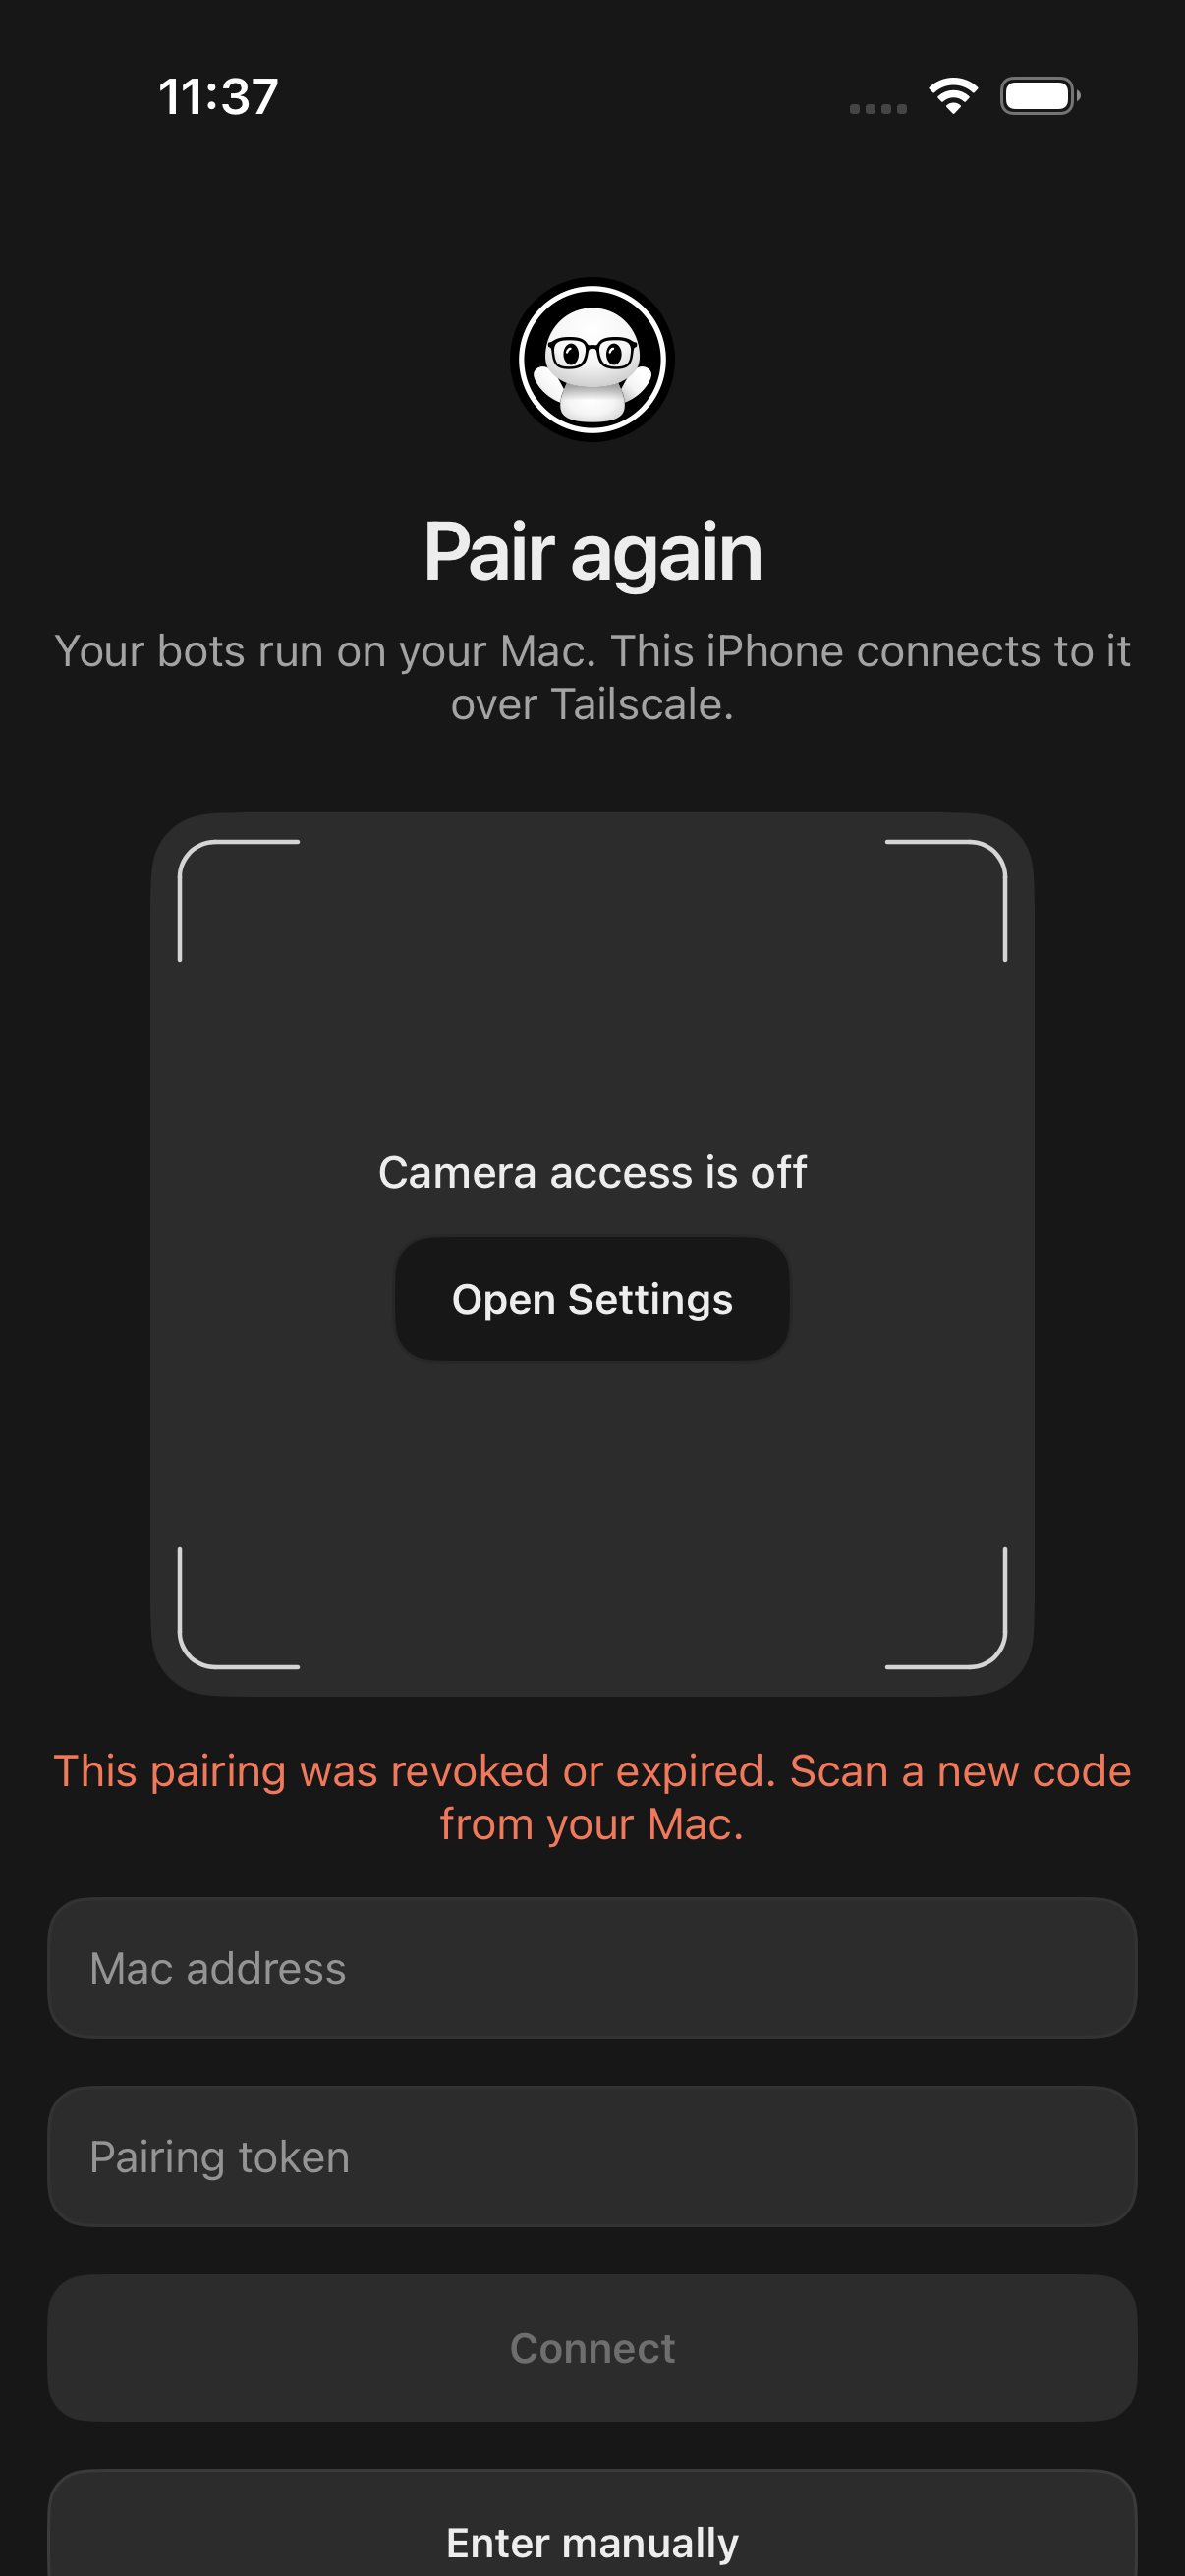 11:37
Pair again
Your bots run on your Mac. This iPhone connects to it
over Tailscale.
Camera access is off
Open Settings
This pairing was revoked or expired. Scan a new code
from your Mac.
Mac address
Pairing token
Connect
Enter manually